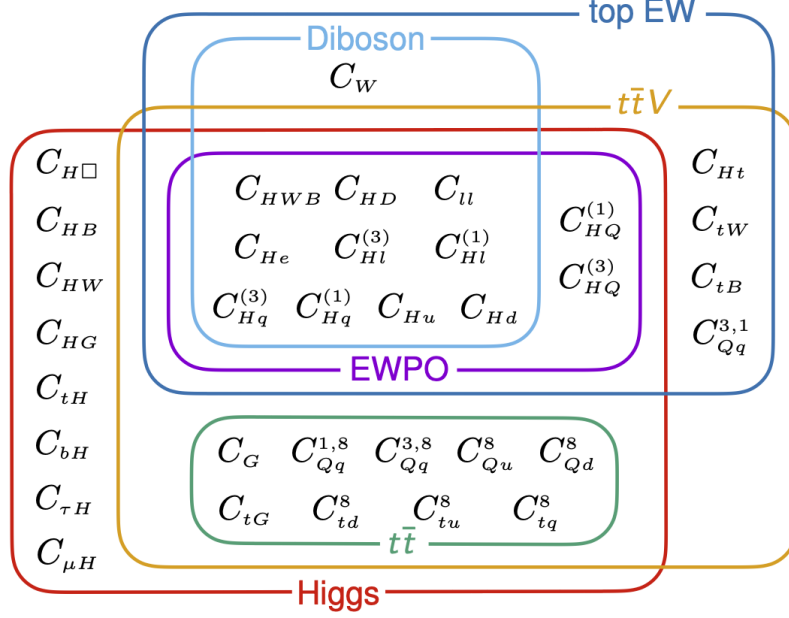 top EW
Diboson
C_W
tt̄V
C_{H□}
C_{HB}
C_{HW}
C_{HG}
C_{tH}
C_{bH}
C_{τH}
C_{μH}
C_{HWB} C_{HD} C_{ll}
C_{He} C_{Hl}^{(3)} C_{Hl}^{(1)}
C_{Hq}^{(3)} C_{Hq}^{(1)} C_{Hu} C_{Hd}
C_{HQ}^{(1)}
C_{HQ}^{(3)}
EWPO
C_{Ht}
C_{tW}
C_{tB}
C_{Qq}^{3,1}
C_G C_{Qq}^{1,8} C_{Qq}^{3,8} C_{Qu}^{8} C_{Qd}^{8}
C_{tG} C_{td}^{8} C_{tu}^{8} C_{tq}^{8}
tt̄
Higgs